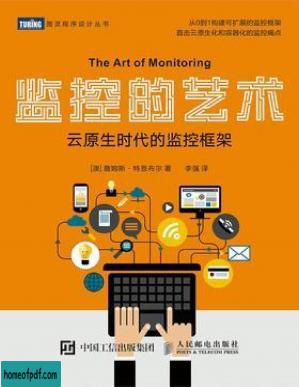 TURING 图灵程序设计丛书
从0到1构建可扩展的监控框架
直击云原生化和容器化的监控痛点
The Art of Monitoring
监控的艺术
云原生时代的监控框架
[澳] 詹姆斯·特恩布尔 著 李强 译
中国工信出版集团
人民邮电出版社
POSTS & TELECOM PRESS
homeofpdf.com